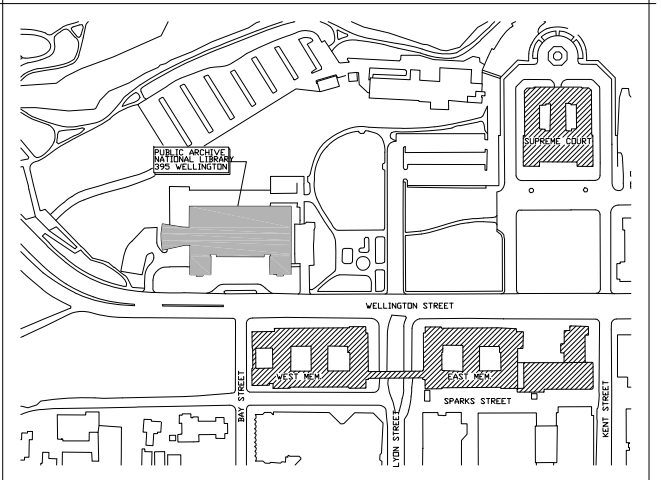 PUBLIC ARCHIVE
NATIONAL LIBRARY
395 WELLINGTON
SUPREME COURT
WELLINGTON STREET
WEST MEM
EAST MEM
SPARKS STREET
BAY STREET
LYON STREET
KENT STREET